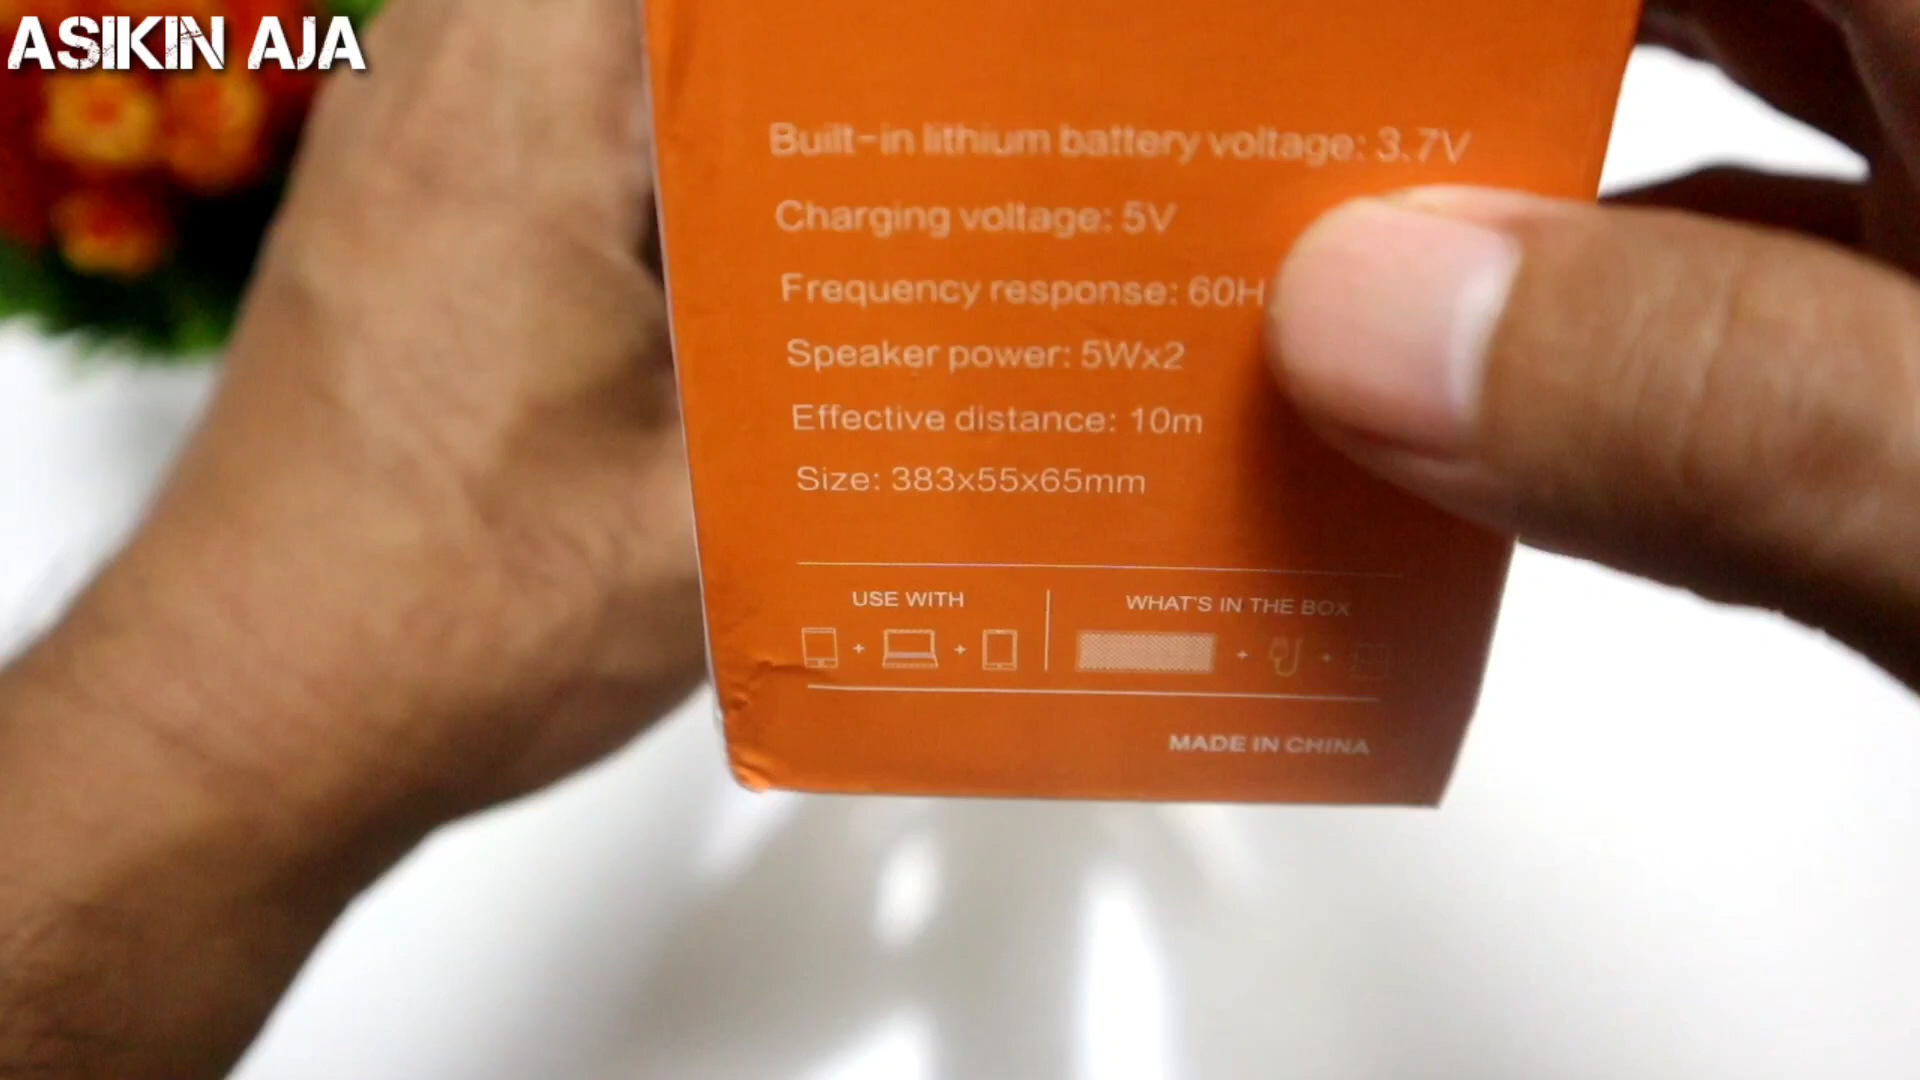 ASIKIN AJA
Built-in lithium battery voltage: 3.7V
Charging voltage: 5V
Frequency response: 60H
Speaker power: 5Wx2
Effective distance: 10m
Size: 383x55x65mm
USE WITH
WHAT'S IN THE BOX
+ +
+ +
MADE IN CHINA